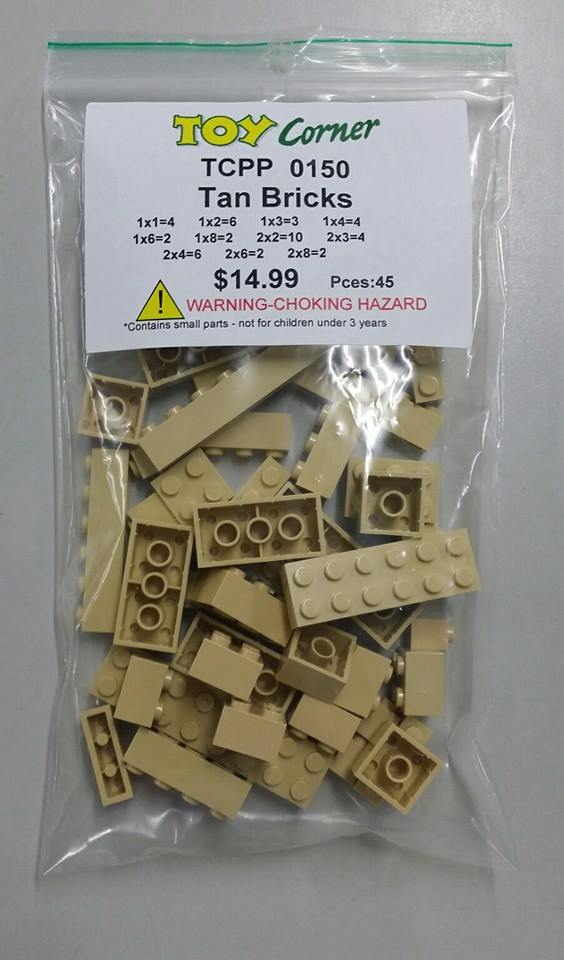 TOY Corner
TCPP 0150
Tan Bricks
1x1=4 1x2=6 1x3=3 1x4=4
1x6=2 1x8=2 2x2=10 2x3=4
2x4=6 2x6=2 2x8=2
$14.99 Pces:45
! WARNING-CHOKING HAZARD
*Contains small parts - not for children under 3 years